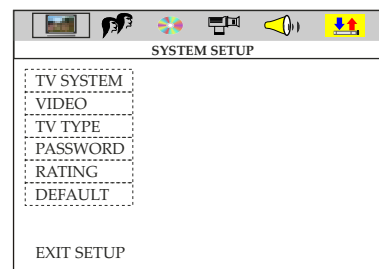 SYSTEM SETUP
TV SYSTEM
VIDEO
TV TYPE
PASSWORD
RATING
DEFAULT
EXIT SETUP